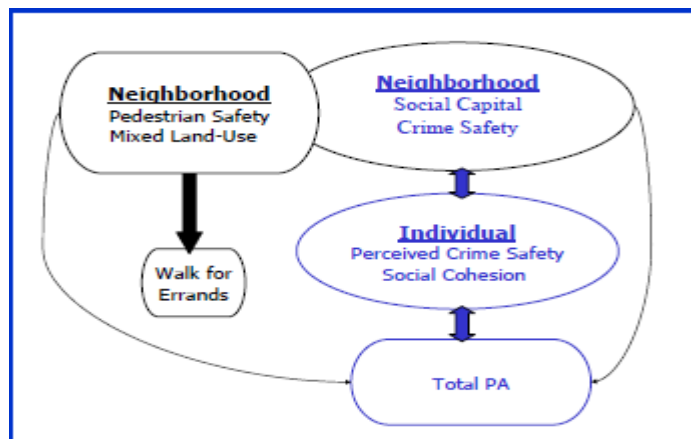 Neighborhood
Pedestrian Safety
Mixed Land-Use
Neighborhood
Social Capital
Crime Safety
Individual
Perceived Crime Safety
Social Cohesion
Walk for
Errands
Total PA